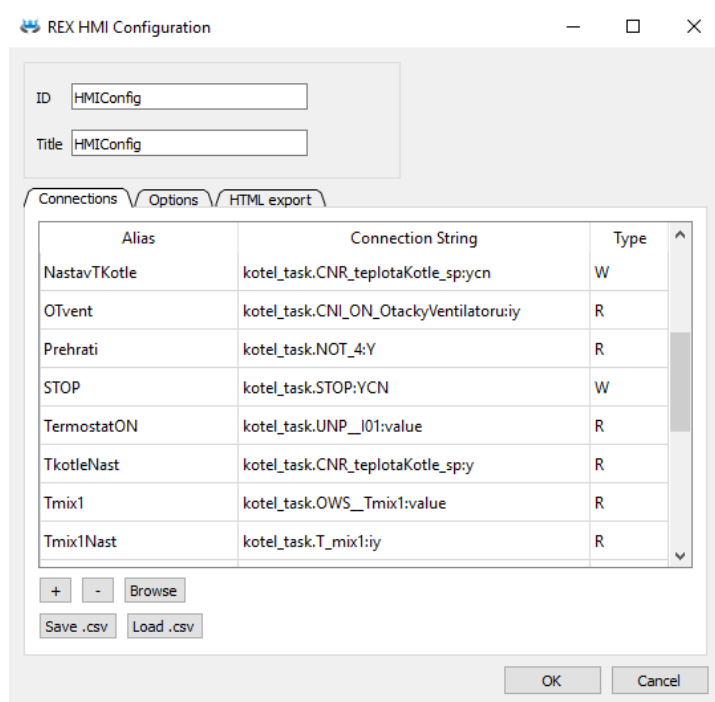 REX HMI Configuration
ID HMIConfig
Title HMIConfig
Connections Options HTML export
Alias Connection String Type
NastavTKotle kotel_task.CNR_teplotaKotle_sp:ycn W
OTvent kotel_task.CNI_ON_OtackyVentilatoru:iy R
Prehrati kotel_task.NOT_4:Y R
STOP kotel_task.STOP:YCN W
TermostatON kotel_task.UNP__I01:value R
TkotleNast kotel_task.CNR_teplotaKotle_sp:y R
Tmix1 kotel_task.OWS__Tmix1:value R
Tmix1Nast kotel_task.T_mix1:iy R
+ - Browse
Save .csv Load .csv
OK Cancel